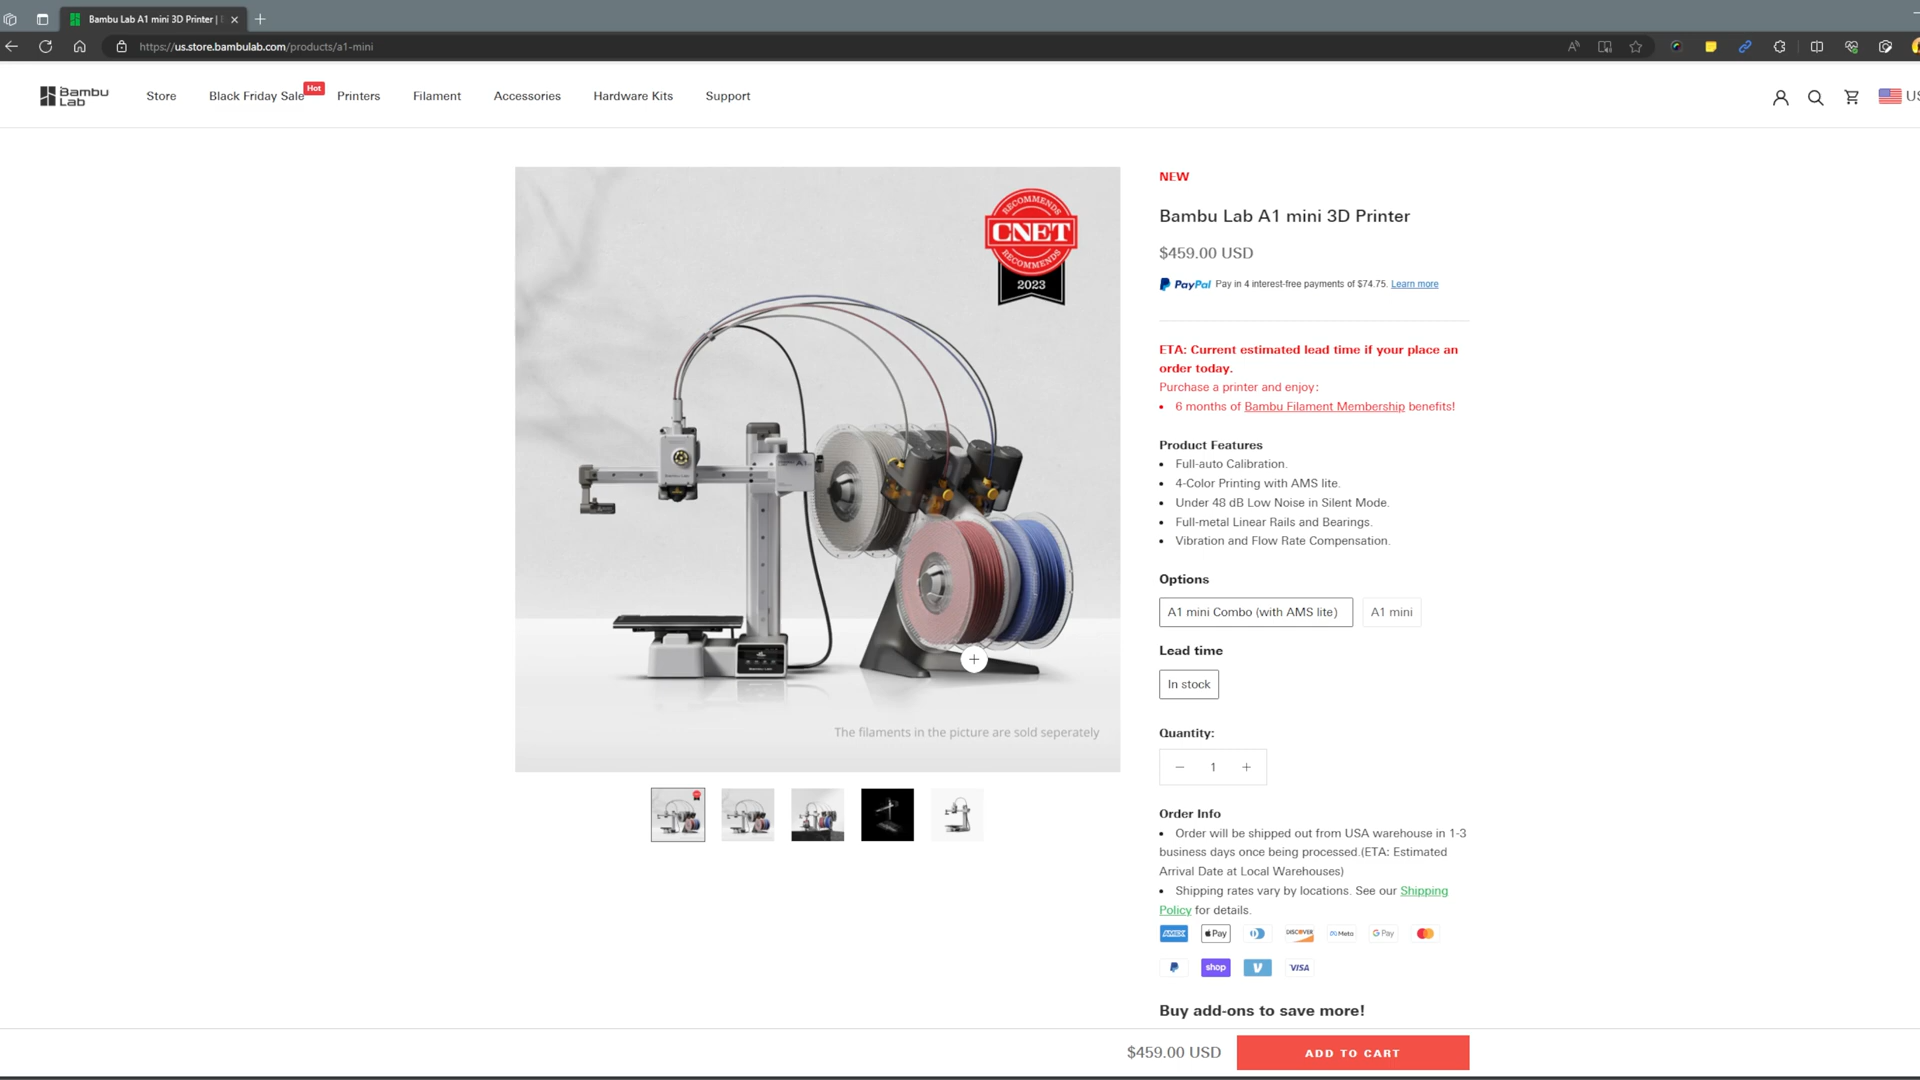 Bambu Lab A1 mini 3D Printer |
https://us.store.bambulab.com/products/a1-mini
Bambu Lab
Store
Black Friday Sale
Hot
Printers
Filament
Accessories
Hardware Kits
Support
US
RECOMMENDS
CNET
RECOMMENDS
2023
A1
The filaments in the picture are sold seperately
NEW
Bambu Lab A1 mini 3D Printer
$459.00 USD
PayPal Pay in 4 interest-free payments of $74.75. Learn more
ETA: Current estimated lead time if your place an
order today.
Purchase a printer and enjoy:
• 6 months of Bambu Filament Membership benefits!
Product Features
• Full-auto Calibration.
• 4-Color Printing with AMS lite.
• Under 48 dB Low Noise in Silent Mode.
• Full-metal Linear Rails and Bearings.
• Vibration and Flow Rate Compensation.
Options
A1 mini Combo (with AMS lite)
A1 mini
Lead time
In stock
Quantity:
− 1 +
Order Info
• Order will be shipped out from USA warehouse in 1-3
business days once being processed.(ETA: Estimated
Arrival Date at Local Warehouses)
• Shipping rates vary by locations. See our Shipping
Policy for details.
AMEX Pay DISCOVER Meta G Pay
shop VISA
Buy add-ons to save more!
$459.00 USD
ADD TO CART